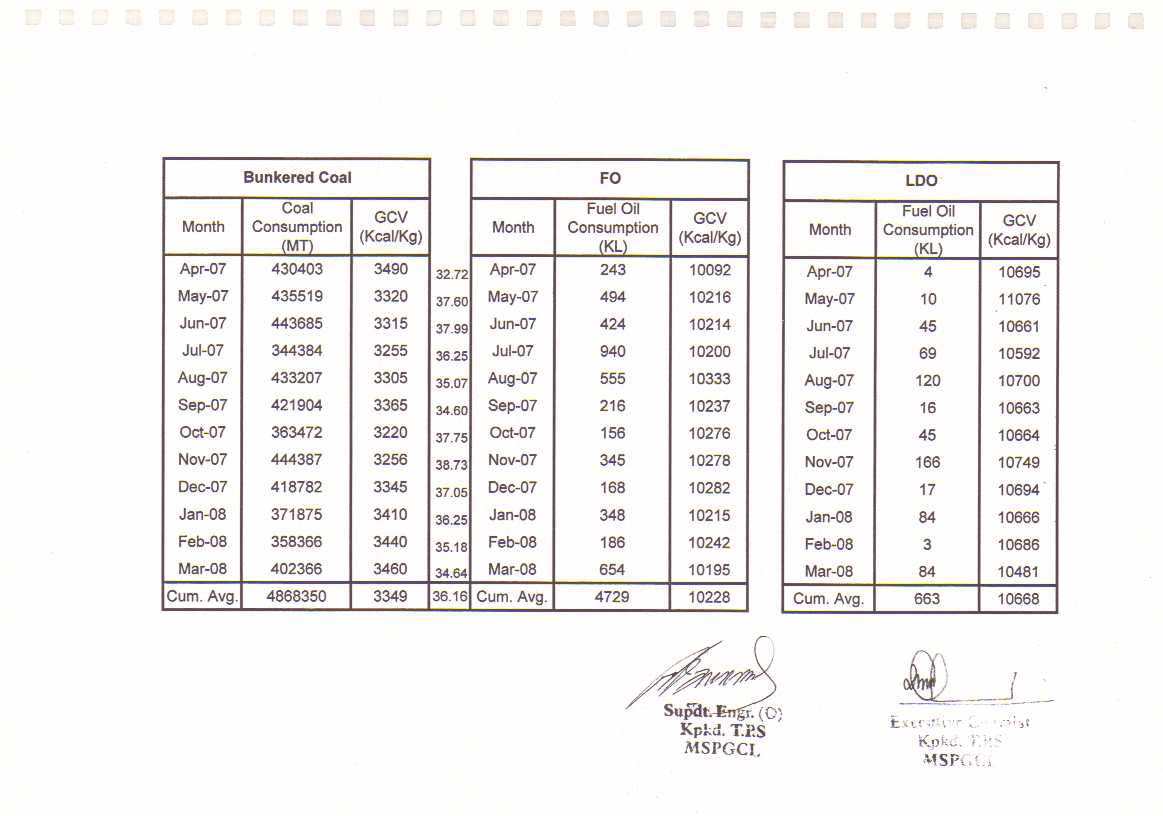 Bunkered Coal FO LDO
Month Coal Consumption (MT) GCV (Kcal/Kg) Month Fuel Oil Consumption (KL) GCV (Kcal/Kg) Month Fuel Oil Consumption (KL) GCV (Kcal/Kg)
Apr-07 430403 3490 32.72 Apr-07 243 10092 Apr-07 4 10695
May-07 435519 3320 37.60 May-07 494 10216 May-07 10 11076
Jun-07 443685 3315 37.99 Jun-07 424 10214 Jun-07 45 10661
Jul-07 344384 3255 36.25 Jul-07 940 10200 Jul-07 69 10592
Aug-07 433207 3305 35.07 Aug-07 555 10333 Aug-07 120 10700
Sep-07 421904 3365 34.60 Sep-07 216 10237 Sep-07 16 10663
Oct-07 363472 3220 37.75 Oct-07 156 10276 Oct-07 45 10664
Nov-07 444387 3256 38.73 Nov-07 345 10278 Nov-07 166 10749
Dec-07 418782 3345 37.05 Dec-07 168 10282 Dec-07 17 10694
Jan-08 371875 3410 36.25 Jan-08 348 10215 Jan-08 84 10666
Feb-08 358366 3440 35.18 Feb-08 186 10242 Feb-08 3 10686
Mar-08 402366 3460 34.64 Mar-08 654 10195 Mar-08 84 10481
Cum. Avg. 4868350 3349 36.16 Cum. Avg. 4729 10228 Cum. Avg. 663 10668
Supdt. Engr. (O)
Kpkd. T.P.S
MSPGCL
Executive Chemist
Kpkd. T.P.S
MSPGCL